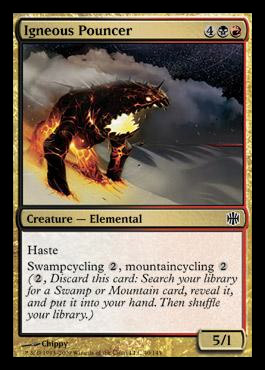 Igneous Pouncer 4
Creature — Elemental
Haste
Swampcycling 2, mountaincycling 2
(2, Discard this card: Search your library
for a Swamp or Mountain card, reveal it,
and put it into your hand. Then shuffle
your library.)
5/1
Chippy